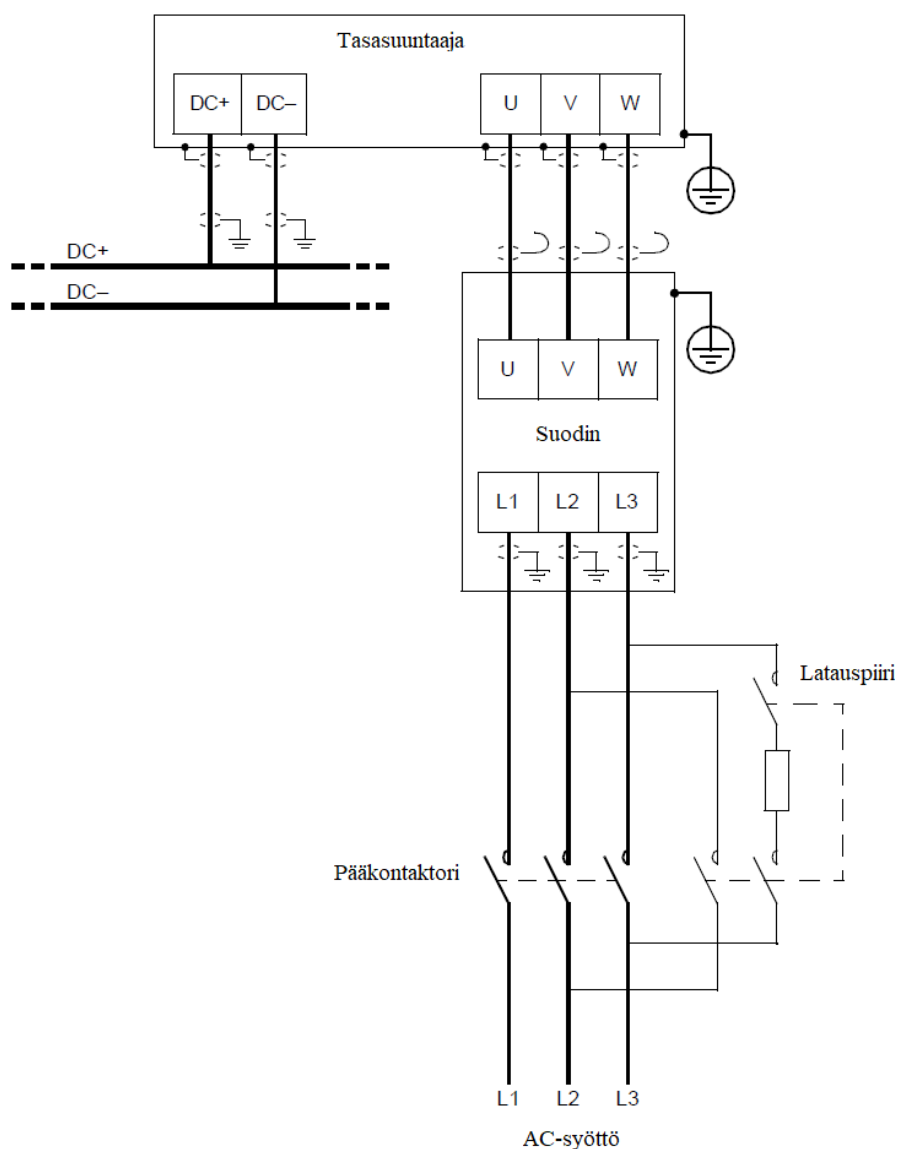 Tasasuuntaaja
DC+ DC– U V W
DC+
DC–
U V W
Suodin
L1 L2 L3
Latauspiiri
Pääkontaktori
L1 L2 L3
AC-syöttö